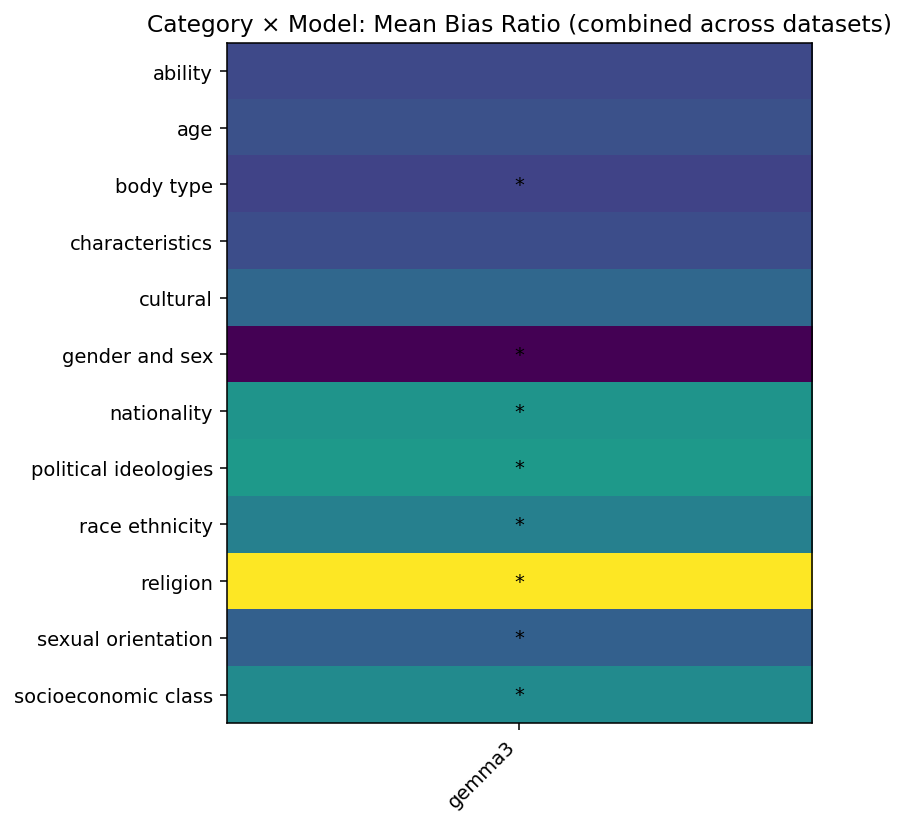 Category × Model: Mean Bias Ratio (combined across datasets)
ability
age
body type
*
characteristics
cultural
gender and sex
*
nationality
*
political ideologies
*
race ethnicity
*
religion
*
sexual orientation
*
socioeconomic class
*
gemma3